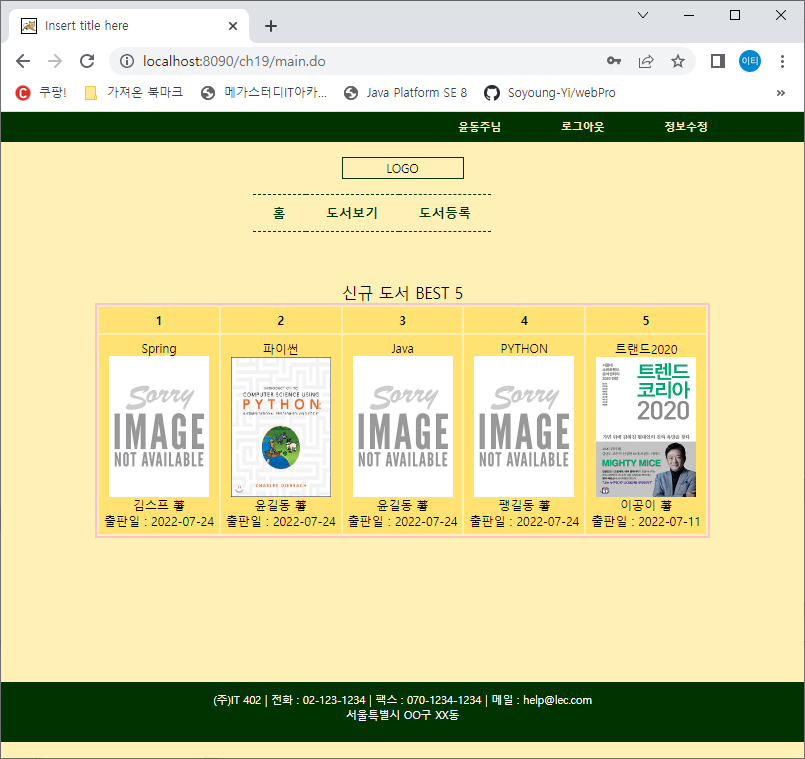 Insert title here
localhost:8090/ch19/main.do
이티
쿠팡!
가져온 북마크
메가스터디IT아카...
Java Platform SE 8
Soyoung-Yi/webPro
»
윤동주님 로그아웃 정보수정
LOGO
홈 도서보기 도서등록
신규 도서 BEST 5
1 2 3 4 5
Spring 파이썬 Java PYTHON 트랜드2020
Sorry
IMAGE
NOT AVAILABLE
INTRODUCTION TO
COMPUTER SCIENCE USING
PYTHON
CHARLES DIERBACH
Sorry
IMAGE
NOT AVAILABLE
Sorry
IMAGE
NOT AVAILABLE
트렌드
코리아
2020
MIGHTY MICE
김스프 著 윤길동 著 윤길동 著 팽길동 著 이공이 著
출판일 : 2022-07-24 출판일 : 2022-07-24 출판일 : 2022-07-24 출판일 : 2022-07-24 출판일 : 2022-07-11
(주)IT 402 | 전화 : 02-123-1234 | 팩스 : 070-1234-1234 | 메일 : help@lec.com
서울특별시 OO구 XX동